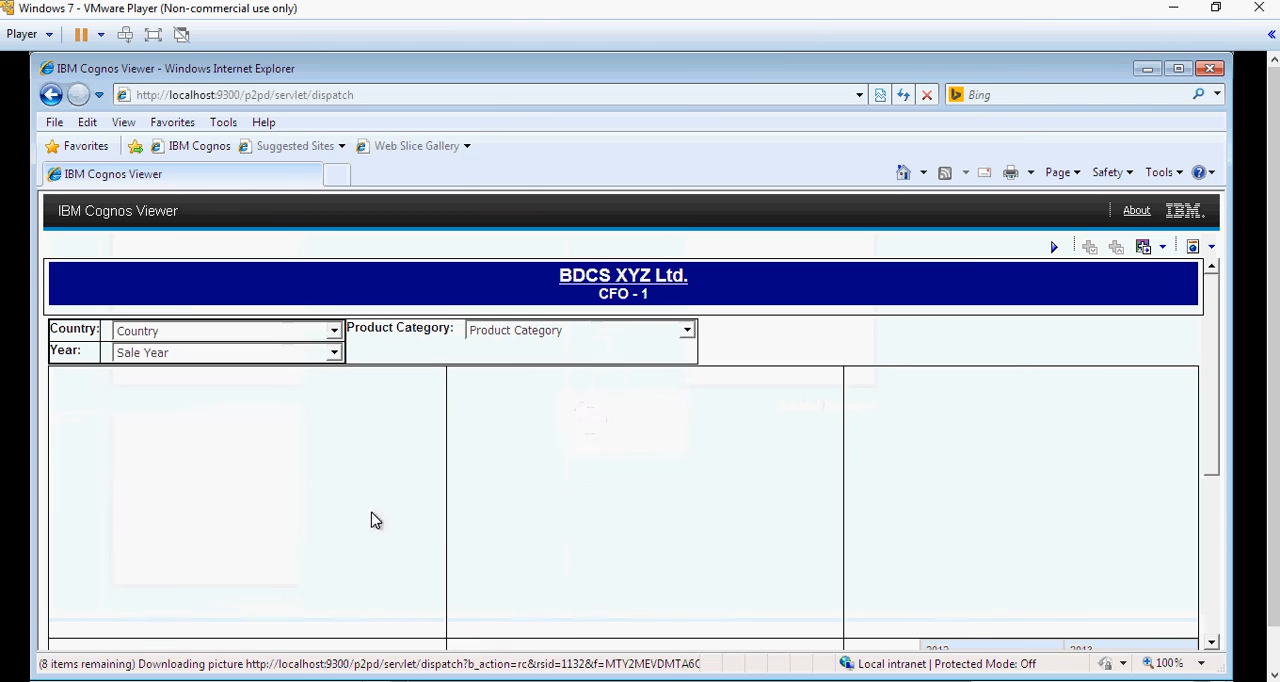 Windows 7 - VMware Player (Non-commercial use only)
Player
«
IBM Cognos Viewer - Windows Internet Explorer
http://localhost:9300/p2pd/servlet/dispatch
Bing
File Edit View Favorites Tools Help
Favorites IBM Cognos Suggested Sites Web Slice Gallery
IBM Cognos Viewer
Page Safety Tools
IBM Cognos Viewer
About IBM.
BDCS XYZ Ltd.
CFO - 1
Country: Country Product Category: Product Category
Year: Sale Year
2012 2013
(8 items remaining) Downloading picture http://localhost:9300/p2pd/servlet/dispatch?b_action=rc&rsid=1132&f=MTY2MEVDMTA6C
Local intranet | Protected Mode: Off
100%